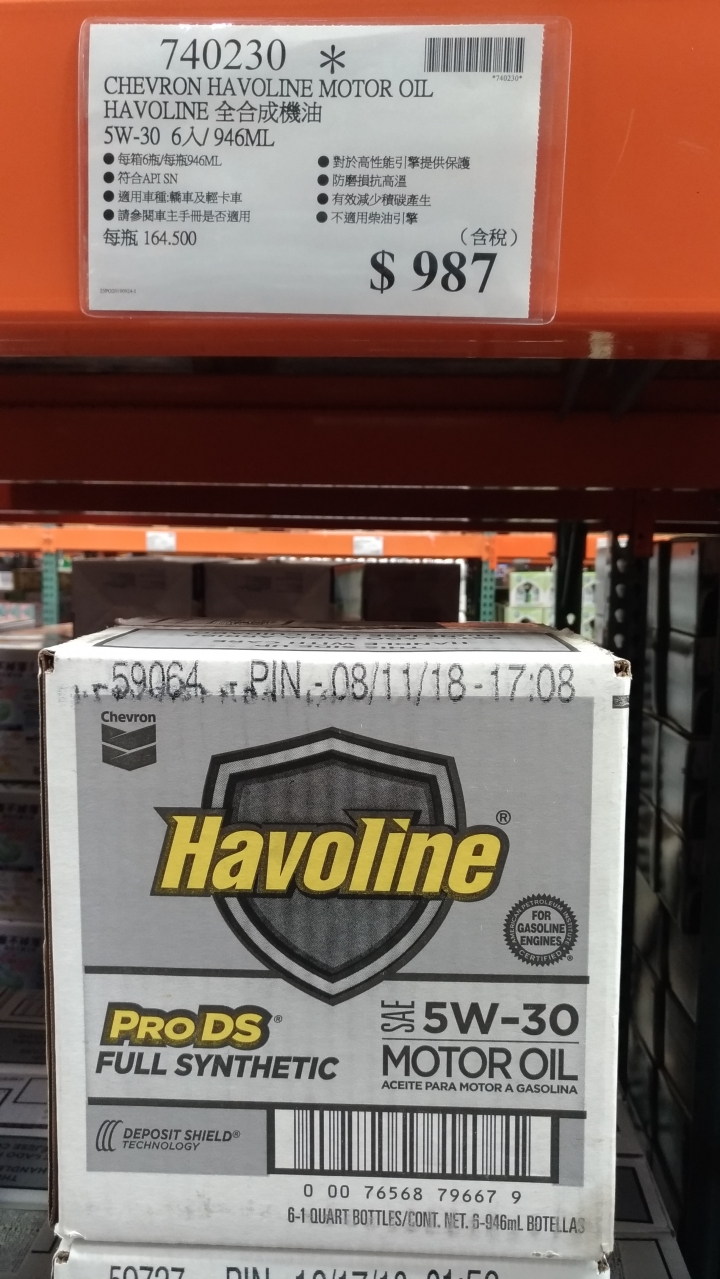 740230 *
*740230*
CHEVRON HAVOLINE MOTOR OIL
HAVOLINE 全合成機油
5W-30 6入/ 946ML
● 每箱6瓶/每瓶946ML
● 符合API SN
● 適用車種:轎車及輕卡車
● 請參閱車主手冊是否適用
● 對於高性能引擎提供保護
● 防磨損抗高溫
● 有效減少積碳產生
● 不適用柴油引擎
每瓶 164.500
（含稅）
$ 987
59064 - PIN - 08/11/18 - 17:08
Chevron
Havoline®
AMERICAN PETROLEUM INSTITUTE
FOR
GASOLINE
ENGINES
CERTIFIED
PRO DS®
FULL SYNTHETIC
SAE 5W-30
MOTOR OIL
ACEITE PARA MOTOR A GASOLINA
DEPOSIT SHIELD®
TECHNOLOGY
0 00 76568 79667 9
6-1 QUART BOTTLES/CONT. NET. 6-946mL BOTELLAS
59727 PIN